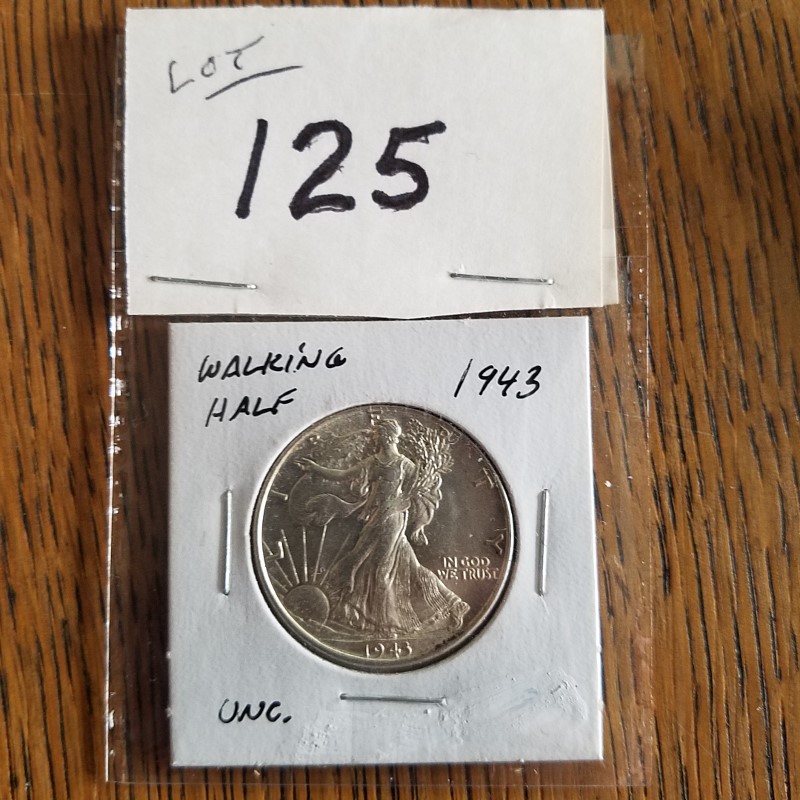 LOT
125
WALKING
HALF
1943
LIBERTY
IN GOD
WE TRUST
1943
UNC.